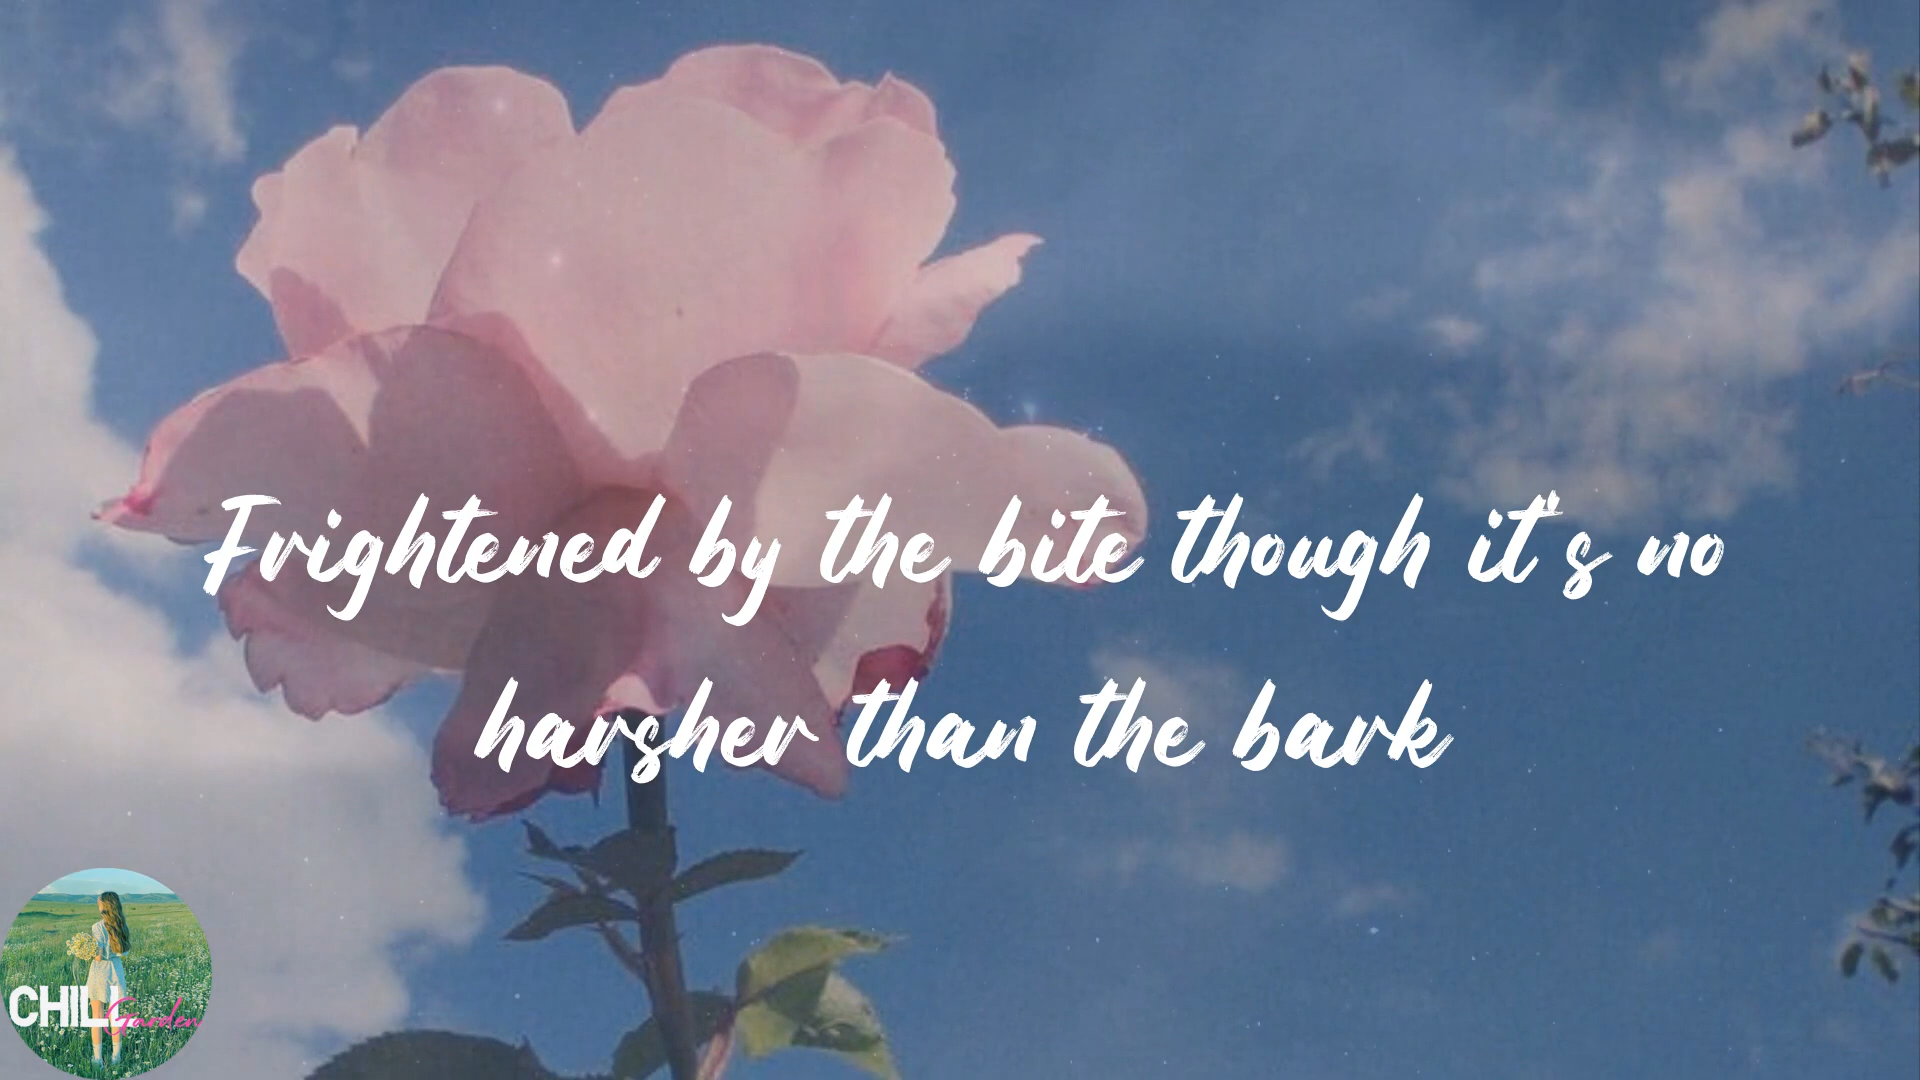 Frightened by the bite though it's no
harsher than the bark
CHILL
Garden